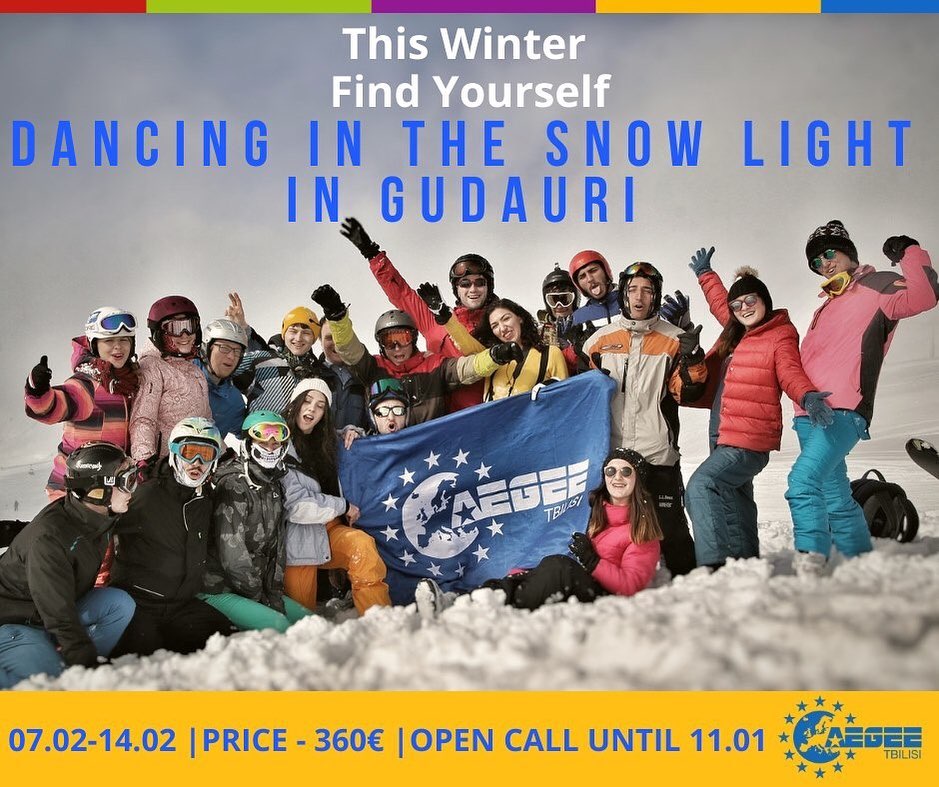 This Winter
Find Yourself
DANCING IN THE SNOW LIGHT
IN GUDAURI
AEGEE
TBILISI
07.02-14.02 |PRICE - 360€ |OPEN CALL UNTIL 11.01
AEGEE
TBILISI